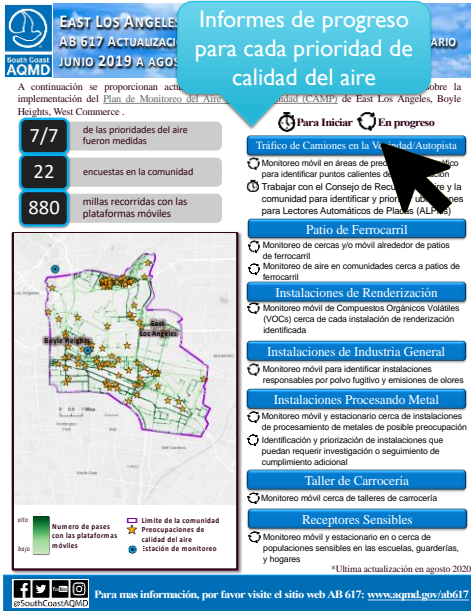 EAST LOS ANGELES
AB 617 ACTUALIZACI
JUNIO 2019 A AGOS
ARIO
South Coast
AQMD
Informes de progreso
para cada prioridad de
calidad del aire
A continuación se proporcionan actu
sobre la
implementación del Plan de Monitoreo del Aire
(CAMP) de East Los Angeles, Boyle
Heights, West Commerce .
7/7
de las prioridades del aire
fueron medidas
22
encuestas en la comunidad
880
millas recorridas con las
plataformas móviles
Para Iniciar
En progreso
Tráfico de Camiones en la Vecindad/Autopista
Monitoreo móvil en áreas de
para identificar puntos calientes de
Trabajar con el Consejo de Recu
y la
comunidad para identificar y prior
para Lectores Automáticos de Placas (ALPRs)
Patio de Ferrocarril
Monitoreo de cercas y/o móvil alrededor de patios
de ferrocarril
Monitoreo de aire en comunidades cerca a patios de
ferrocarril
Instalaciones de Renderización
Monitoreo móvil de Compuestos Orgánicos Volátiles
(VOCs) cerca de cada instalación de renderización
identificada
Instalaciones de Industria General
Monitoreo móvil para identificar instalaciones
responsables por polvo fugitivo y emisiones de olores
Instalaciones Procesando Metal
Monitoreo móvil y estacionario cerca de instalaciones
de procesamiento de metales de posible preocupación
Identificación y priorización de instalaciones que
puedan requerir investigación o seguimiento de
cumplimiento adicional
Taller de Carrocería
Monitoreo móvil cerca de talleres de carrocería
Receptores Sensibles
Monitoreo móvil y estacionario en o cerca de
populaciones sensibles en las escuelas, guarderías,
y hogares
*Ultima actualización en agosto 2020
Boyle Heights
East
Los Angeles
alto
bajo
Numero de pases
con las plataformas
móviles
Limite de la comunidad
Preocupaciones de
calidad del aire
Estación de monitoreo
@SouthCoastAQMD
Para mas información, por favor visite el sitio web AB 617: www.aqmd.gov/ab617